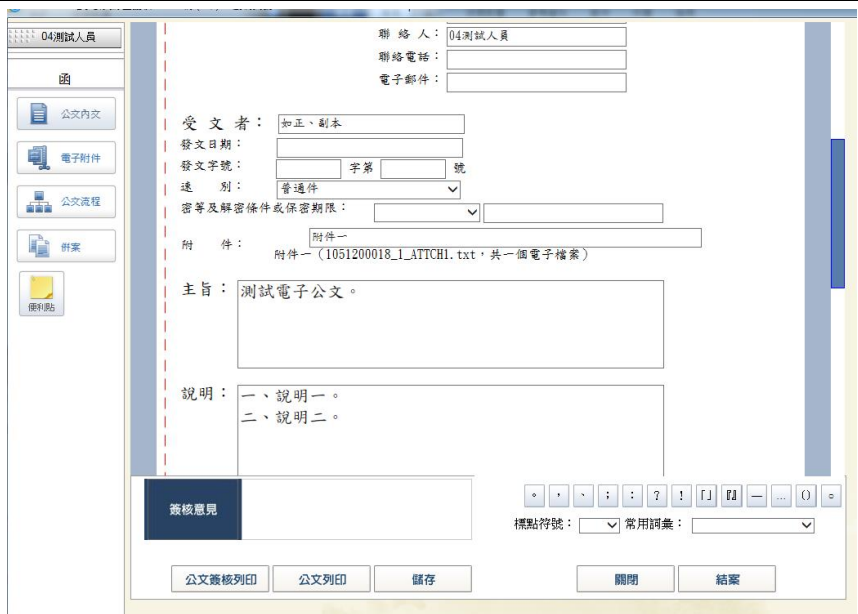 04測試人員
函
公文內文
電子附件
公文流程
併案
便利貼
聯 絡 人：04測試人員
聯絡電話：
電子郵件：
受 文 者：如正、副本
發文日期：
發文字號： 字第 號
速 別：普通件
密等及解密條件或保密期限：
附 件：附件一
附件一（1051200018_1_ATTCH1.txt，共一個電子檔案）
主旨：測試電子公文。
說明：一、說明一。
二、說明二。
簽核意見
。 ， 、 ； ： ？ ！ 「」 『』 — … () ○
標點符號： 常用詞彙：
公文簽核列印 公文列印 儲存 關閉 結案